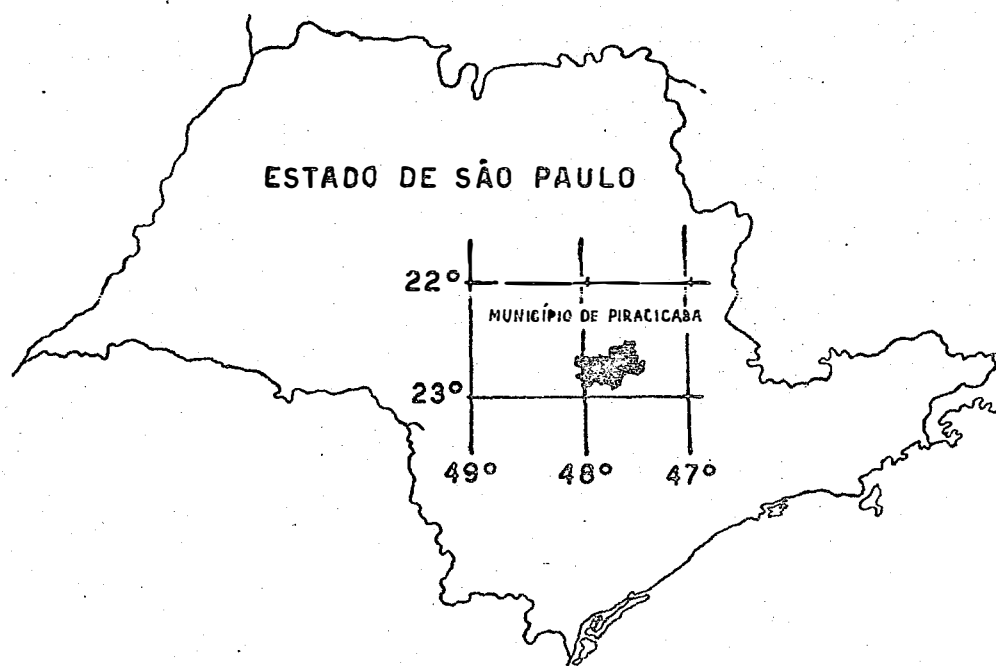 ESTADO DE SÃO PAULO
22°
MUNICÍPIO DE PIRACICABA
23°
49° 48° 47°